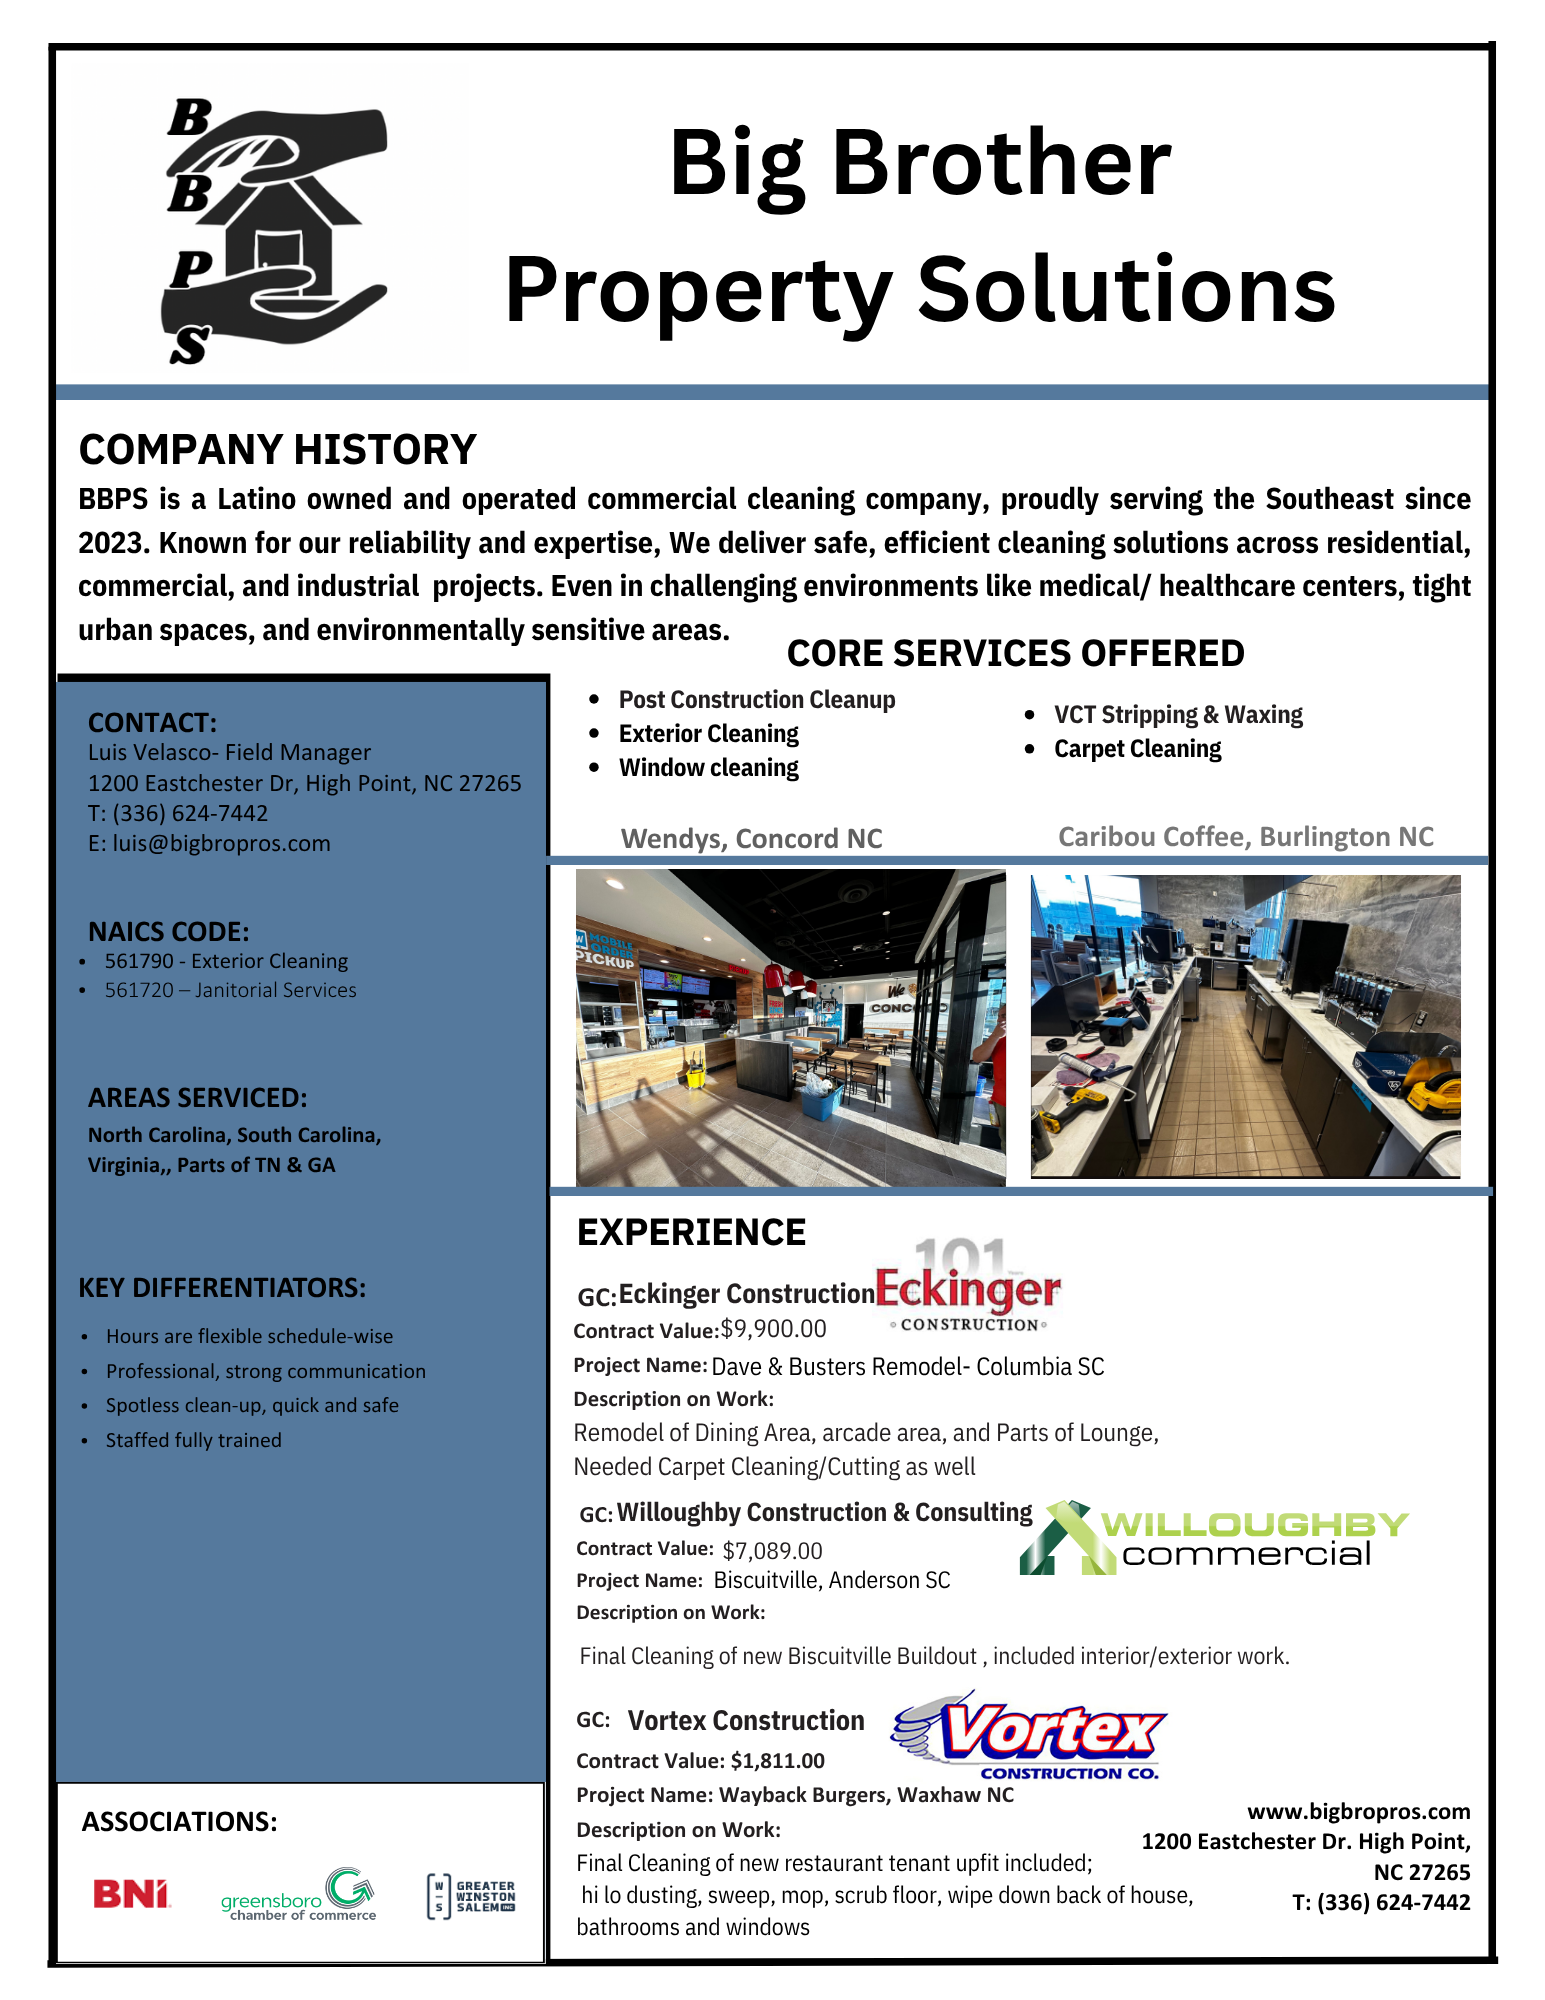 B
B
P
S
Big Brother
Property Solutions
COMPANY HISTORY
BBPS is a Latino owned and operated commercial cleaning company, proudly serving the Southeast since
2023. Known for our reliability and expertise, We deliver safe, efficient cleaning solutions across residential,
commercial, and industrial projects. Even in challenging environments like medical/ healthcare centers, tight
urban spaces, and environmentally sensitive areas.
CONTACT:
Luis Velasco- Field Manager
1200 Eastchester Dr, High Point, NC 27265
T: (336) 624-7442
E: luis@bigbropros.com
NAICS CODE:
• 561790 - Exterior Cleaning
• 561720 – Janitorial Services
AREAS SERVICED:
North Carolina, South Carolina,
Virginia,, Parts of TN & GA
KEY DIFFERENTIATORS:
• Hours are flexible schedule-wise
• Professional, strong communication
• Spotless clean-up, quick and safe
• Staffed fully trained
ASSOCIATIONS:
BNI
greensboro
chamber of commerce
W
S
GREATER
WINSTON
SALEM INC
CORE SERVICES OFFERED
• Post Construction Cleanup
• Exterior Cleaning
• Window cleaning
• VCT Stripping & Waxing
• Carpet Cleaning
Wendys, Concord NC
Caribou Coffee, Burlington NC
MOBILE
ORDER
PICKUP
We
CONCORD
EXPERIENCE
GC: Eckinger Construction
101
Eckinger
CONSTRUCTION
Contract Value: $9,900.00
Project Name: Dave & Busters Remodel- Columbia SC
Description on Work:
Remodel of Dining Area, arcade area, and Parts of Lounge,
Needed Carpet Cleaning/Cutting as well
GC: Willoughby Construction & Consulting
WILLOUGHBY
commercial
Contract Value: $7,089.00
Project Name: Biscuitville, Anderson SC
Description on Work:
Final Cleaning of new Biscuitville Buildout , included interior/exterior work.
GC: Vortex Construction
Vortex
CONSTRUCTION CO.
Contract Value: $1,811.00
Project Name: Wayback Burgers, Waxhaw NC
Description on Work:
Final Cleaning of new restaurant tenant upfit included;
hi lo dusting, sweep, mop, scrub floor, wipe down back of house,
bathrooms and windows
www.bigbropros.com
1200 Eastchester Dr. High Point,
NC 27265
T: (336) 624-7442